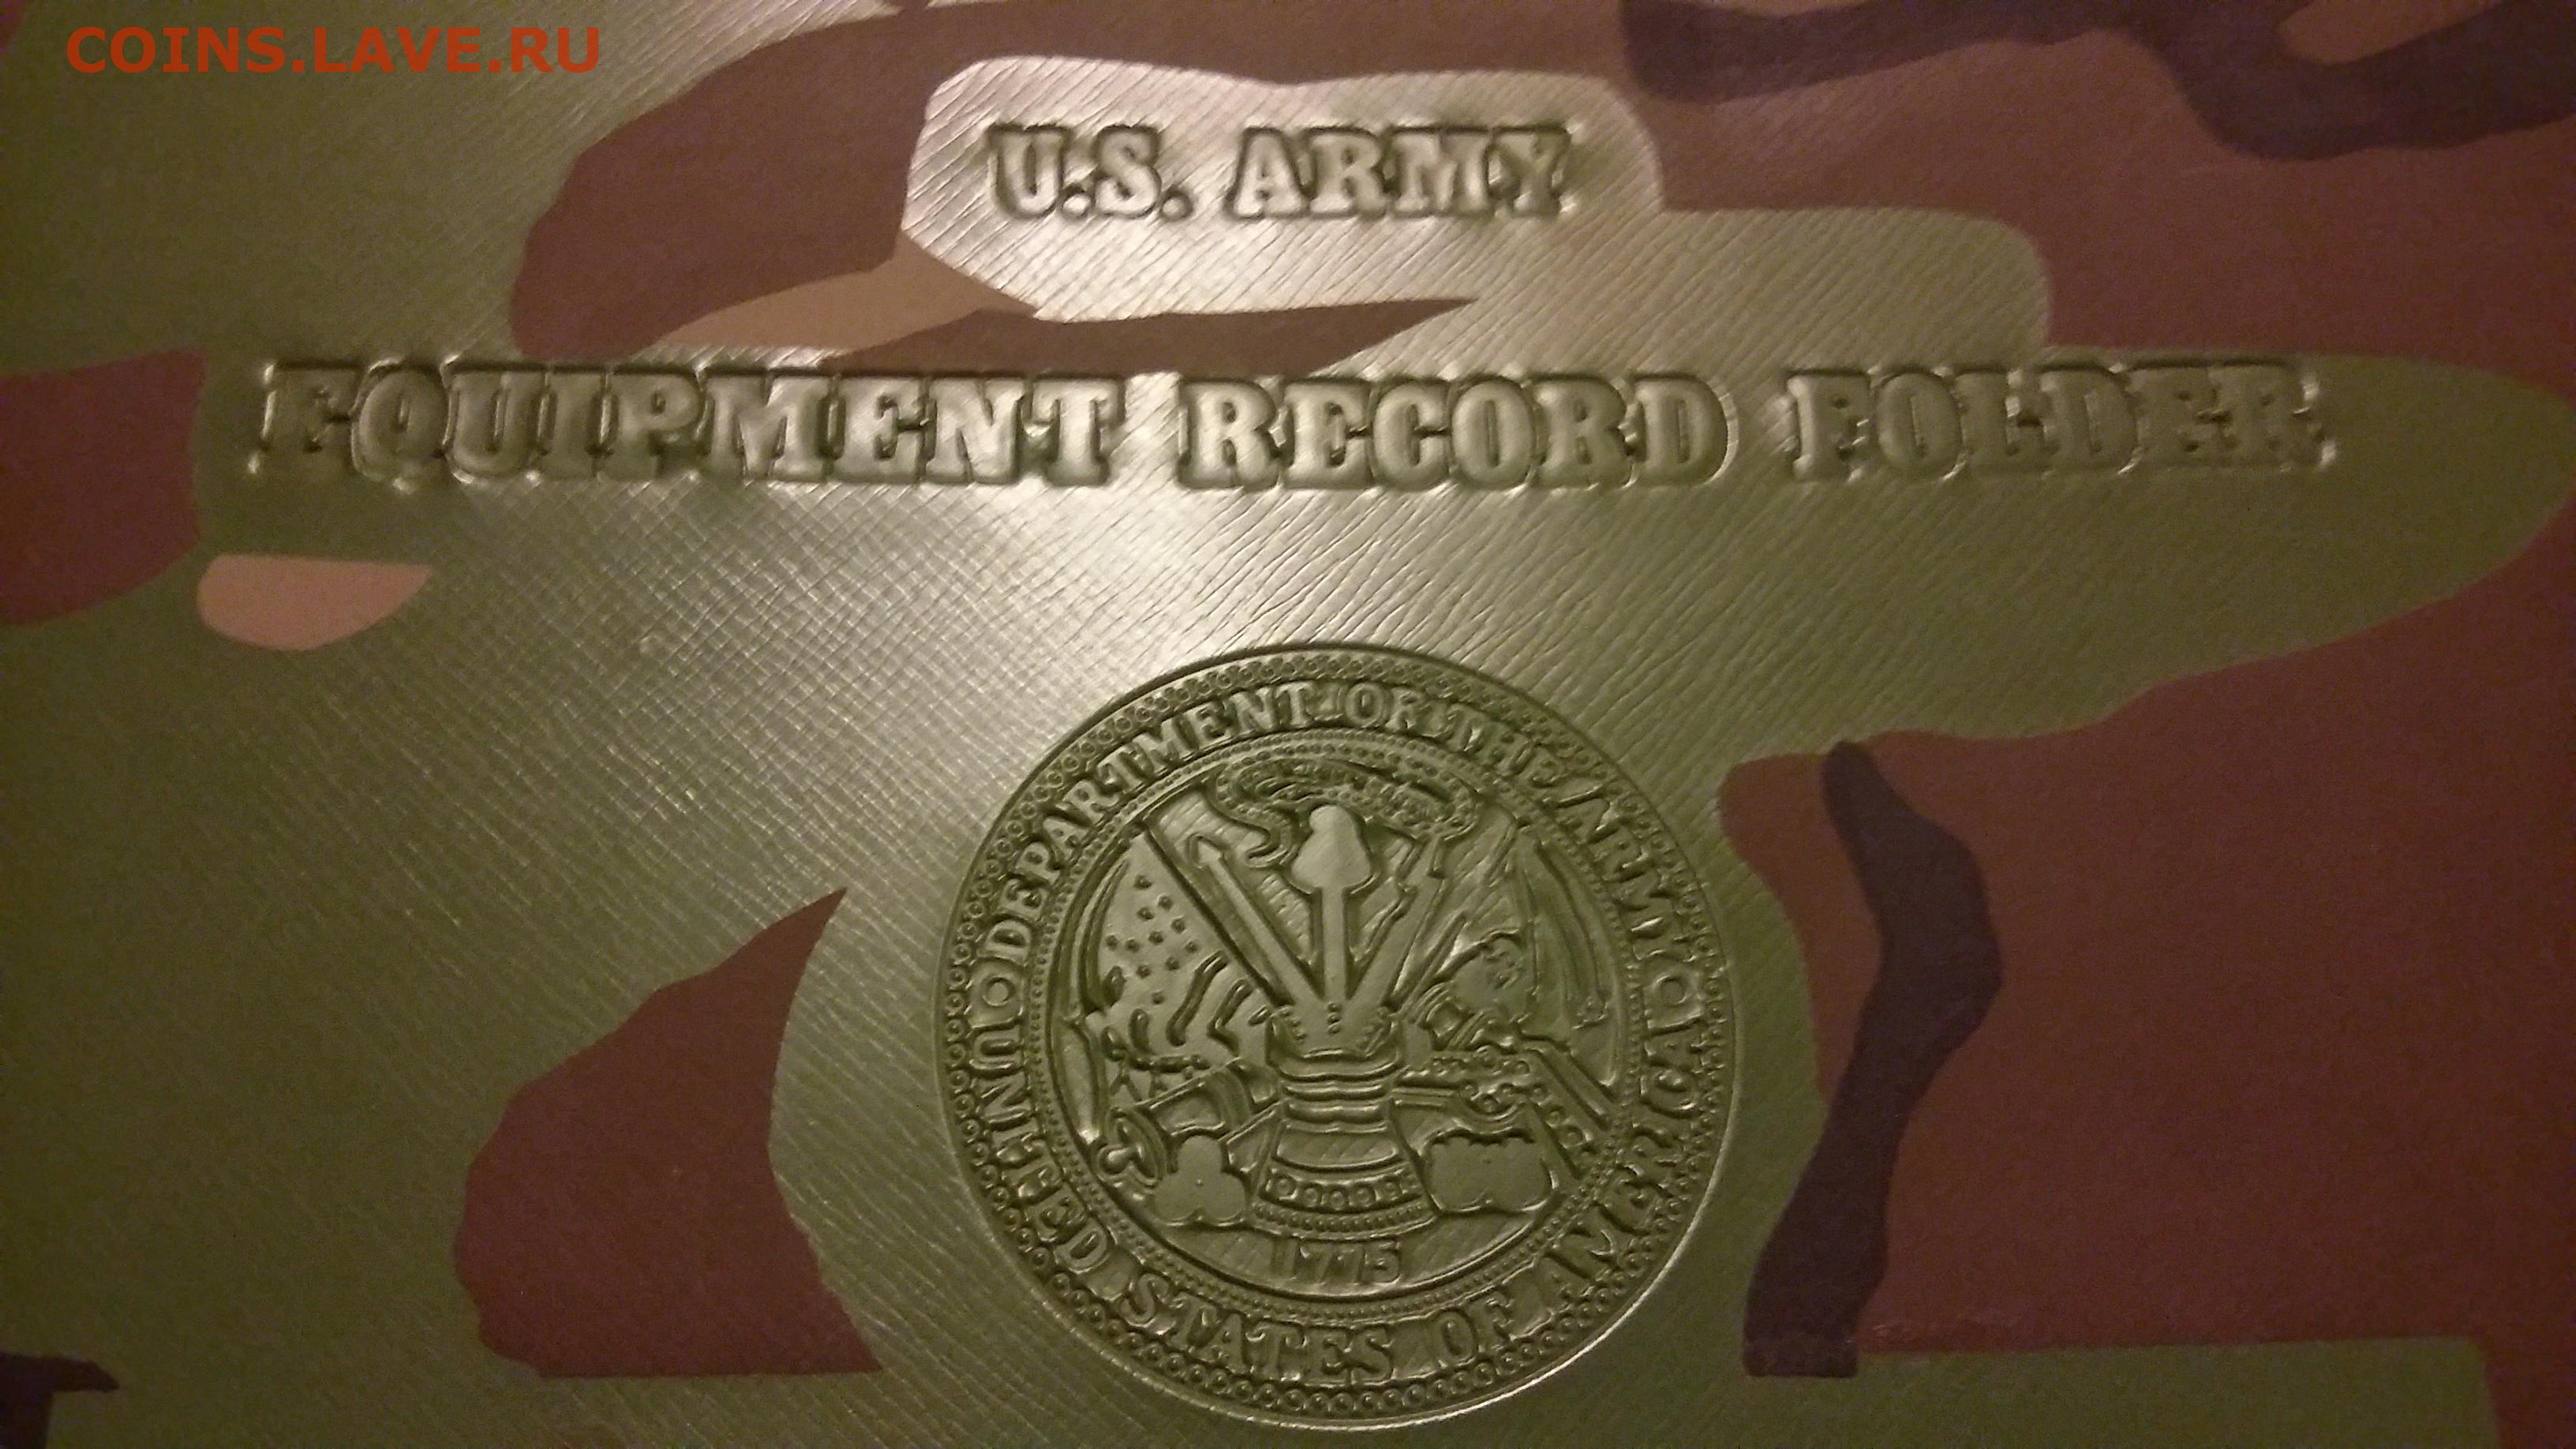 COINS.LAVE.RU
U.S. ARMY
EQUIPMENT RECORD FOLDER
DEPARTMENT OF THE ARMY
UNITED STATES OF AMERICA
1775